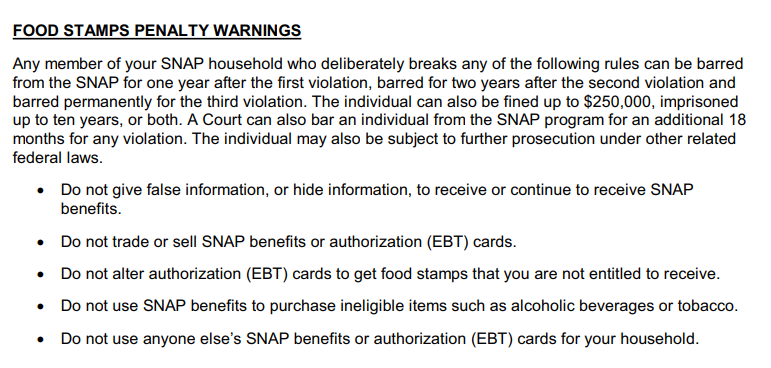 FOOD STAMPS PENALTY WARNINGS
Any member of your SNAP household who deliberately breaks any of the following rules can be barred
from the SNAP for one year after the first violation, barred for two years after the second violation and
barred permanently for the third violation. The individual can also be fined up to $250,000, imprisoned
up to ten years, or both. A Court can also bar an individual from the SNAP program for an additional 18
months for any violation. The individual may also be subject to further prosecution under other related
federal laws.
• Do not give false information, or hide information, to receive or continue to receive SNAP
benefits.
• Do not trade or sell SNAP benefits or authorization (EBT) cards.
• Do not alter authorization (EBT) cards to get food stamps that you are not entitled to receive.
• Do not use SNAP benefits to purchase ineligible items such as alcoholic beverages or tobacco.
• Do not use anyone else's SNAP benefits or authorization (EBT) cards for your household.